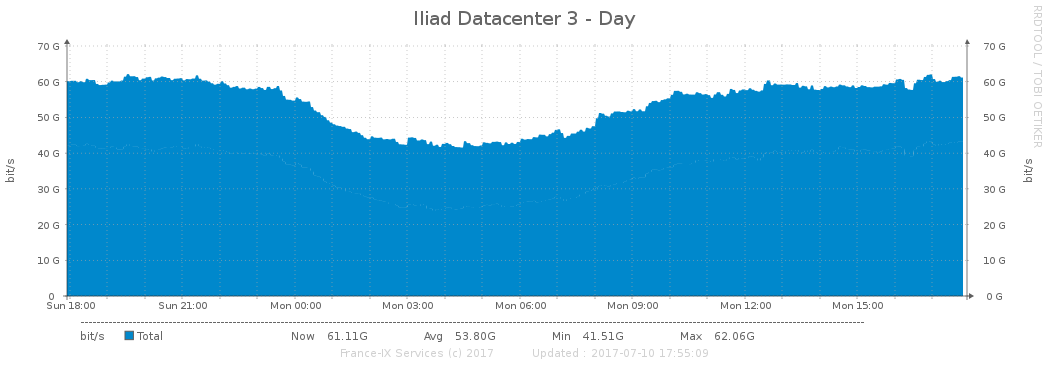 Iliad Datacenter 3 - Day
RRDTOOL / TOBI OETIKER
70 G 70 G
60 G 60 G
50 G 50 G
40 G 40 G
30 G 30 G
20 G 20 G
10 G 10 G
0 0 G
bit/s bit/s
Sun 18:00 Sun 21:00 Mon 00:00 Mon 03:00 Mon 06:00 Mon 09:00 Mon 12:00 Mon 15:00
bit/s Total Now 61.11G Avg 53.80G Min 41.51G Max 62.06G
France-IX Services (c) 2017 Updated : 2017-07-10 17:55:09